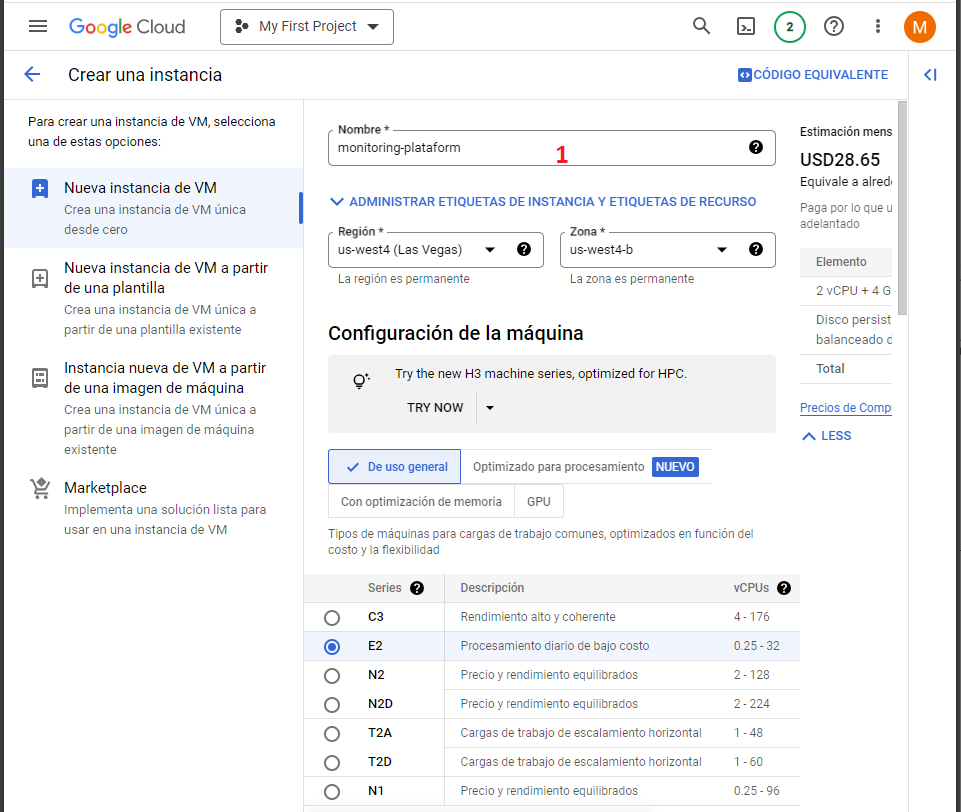 Google Cloud
My First Project
2
M
Crear una instancia
CÓDIGO EQUIVALENTE
Para crear una instancia de VM, selecciona
una de estas opciones:
Nueva instancia de VM
Crea una instancia de VM única
desde cero
Nueva instancia de VM a partir
de una plantilla
Crea una instancia de VM única a
partir de una plantilla existente
Instancia nueva de VM a partir
de una imagen de máquina
Crea una instancia de VM única a
partir de una imagen de máquina
existente
Marketplace
Implementa una solución lista para
usar en una instancia de VM
Nombre *
monitoring-plataform
1
ADMINISTRAR ETIQUETAS DE INSTANCIA Y ETIQUETAS DE RECURSO
Región *
us-west4 (Las Vegas)
La región es permanente
Zona *
us-west4-b
La zona es permanente
Configuración de la máquina
Try the new H3 machine series, optimized for HPC.
TRY NOW
De uso general
Optimizado para procesamiento NUEVO
Con optimización de memoria
GPU
Tipos de máquinas para cargas de trabajo comunes, optimizados en función del
costo y la flexibilidad
Series Descripción vCPUs
C3 Rendimiento alto y coherente 4 - 176
E2 Procesamiento diario de bajo costo 0.25 - 32
N2 Precio y rendimiento equilibrados 2 - 128
N2D Precio y rendimiento equilibrados 2 - 224
T2A Cargas de trabajo de escalamiento horizontal 1 - 48
T2D Cargas de trabajo de escalamiento horizontal 1 - 60
N1 Precio y rendimiento equilibrados 0.25 - 96
Estimación mens
USD28.65
Equivale a alrede
Paga por lo que u
adelantado
Elemento
2 vCPU + 4 G
Disco persist
balanceado d
Total
Precios de Comp
LESS